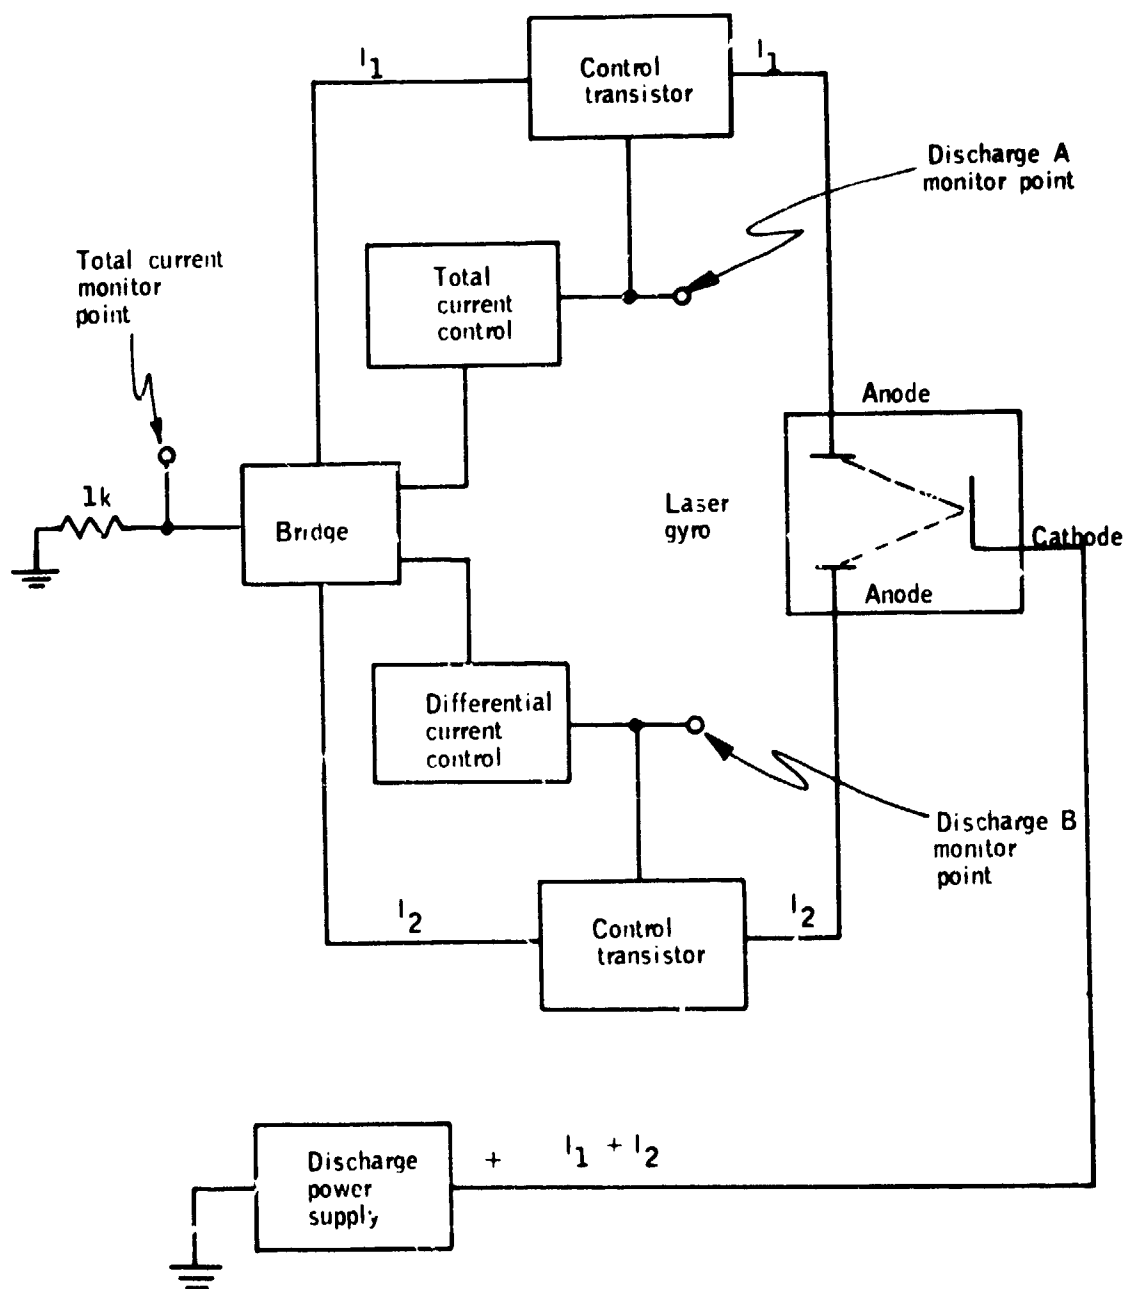 I1
Control
transistor
I1
Discharge A
monitor point
Total current
monitor
point
Total
current
control
Anode
1k
Bridge
Laser
gyro
Cathode
Anode
Differential
current
control
Discharge B
monitor
point
I2
Control
transistor
I2
Discharge
power
supply
+ I1 + I2